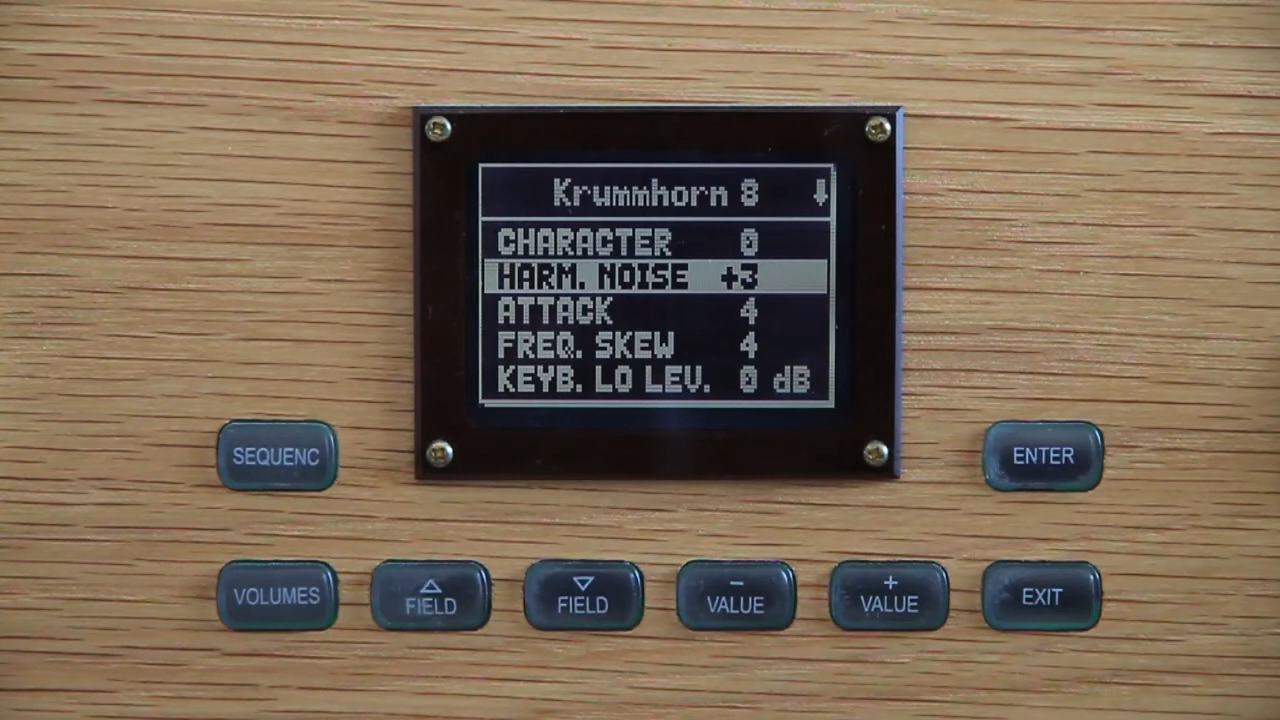 Krummhorn 8 ↓
CHARACTER 0
HARM. NOISE +3
ATTACK 4
FREQ. SKEW 4
KEYB. LO LEV. 0 dB
SEQUENC
ENTER
VOLUMES
△ FIELD
▽ FIELD
− VALUE
+ VALUE
EXIT